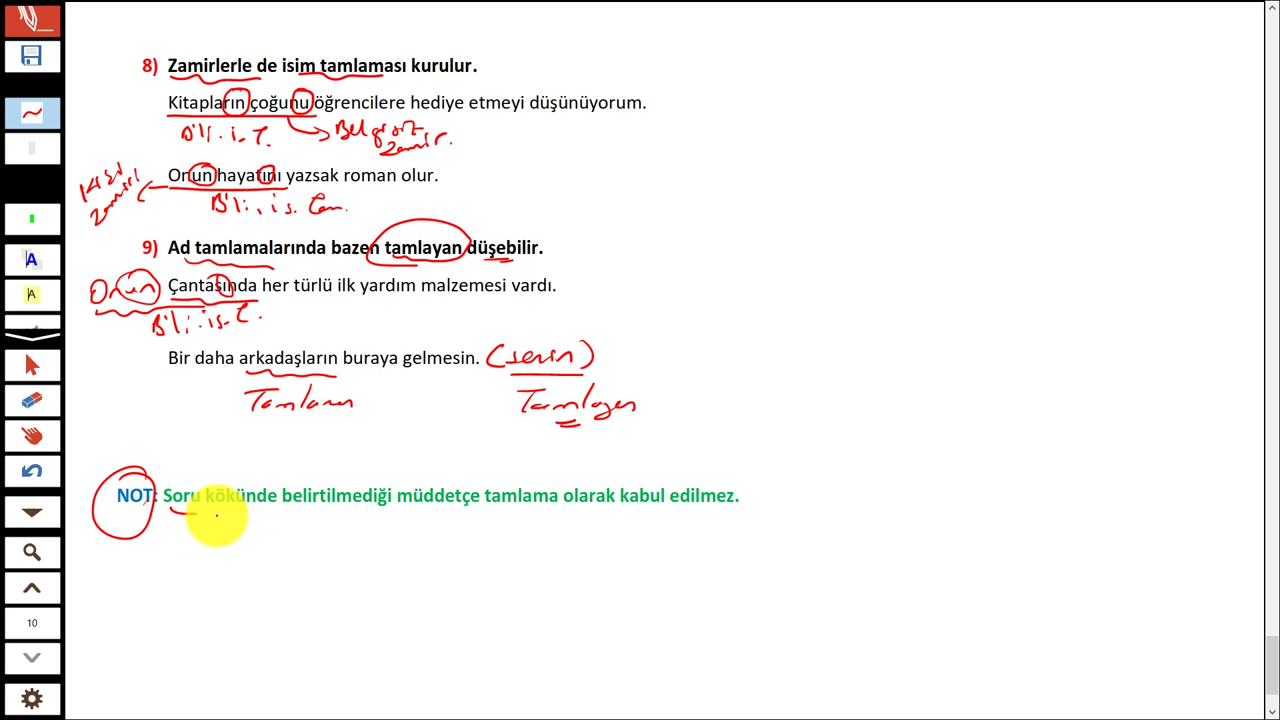 8) Zamirlerle de isim tamlaması kurulur.
Kitapların çoğunu öğrencilere hediye etmeyi düşünüyorum.
B'li. is. T.
Belgisiz
Zamir.
Onun hayatını yazsak roman olur.
Kişi
zamiri
B'li. is. Tam.
9) Ad tamlamalarında bazen tamlayan düşebilir.
Onun Çantasında her türlü ilk yardım malzemesi vardı.
B'li. is. T.
Bir daha arkadaşların buraya gelmesin. (senin)
Tamlanan Tamlayan
NOT: Soru kökünde belirtilmediği müddetçe tamlama olarak kabul edilmez.
A
A
10